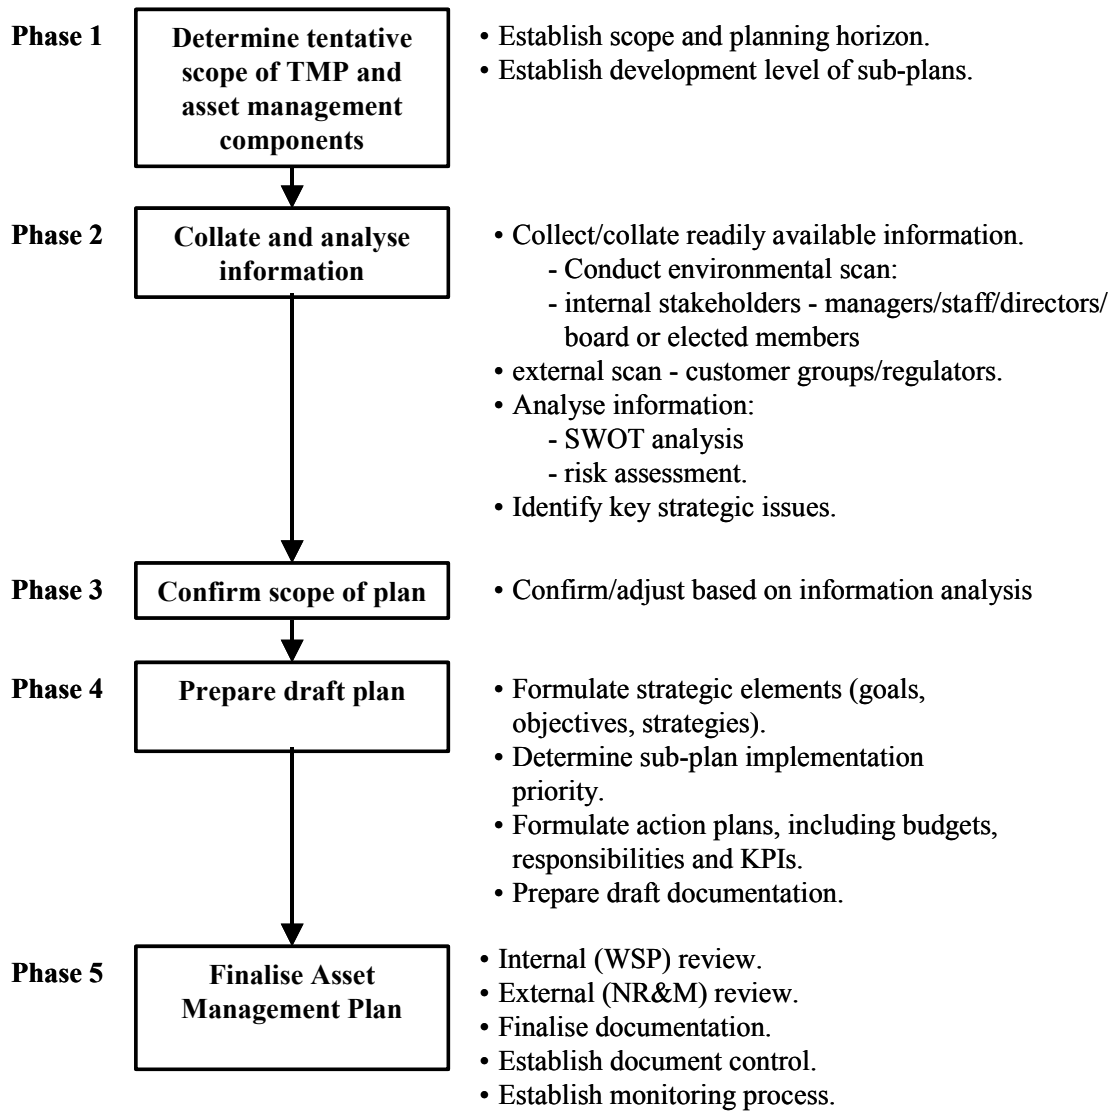 Phase 1
Determine tentative
scope of TMP and
asset management
components
• Establish scope and planning horizon.
• Establish development level of sub-plans.
Phase 2
Collate and analyse
information
• Collect/collate readily available information.
- Conduct environmental scan:
- internal stakeholders - managers/staff/directors/
board or elected members
• external scan - customer groups/regulators.
• Analyse information:
- SWOT analysis
- risk assessment.
• Identify key strategic issues.
Phase 3
Confirm scope of plan
• Confirm/adjust based on information analysis
Phase 4
Prepare draft plan
• Formulate strategic elements (goals,
objectives, strategies).
• Determine sub-plan implementation
priority.
• Formulate action plans, including budgets,
responsibilities and KPIs.
• Prepare draft documentation.
Phase 5
Finalise Asset
Management Plan
• Internal (WSP) review.
• External (NR&M) review.
• Finalise documentation.
• Establish document control.
• Establish monitoring process.